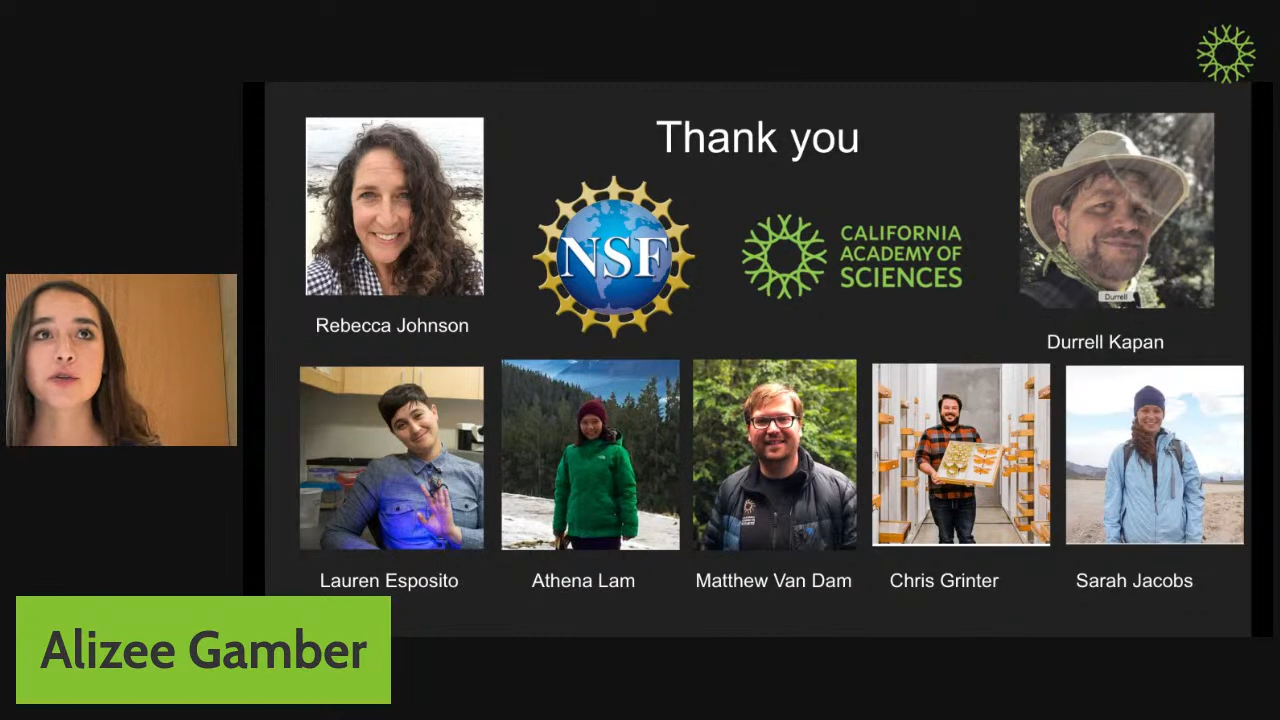 Thank you
NSF
CALIFORNIA
ACADEMY OF
SCIENCES
Durrell
Rebecca Johnson
Durrell Kapan
Lauren Esposito
Athena Lam
Matthew Van Dam
Chris Grinter
Sarah Jacobs
Alizee Gamber